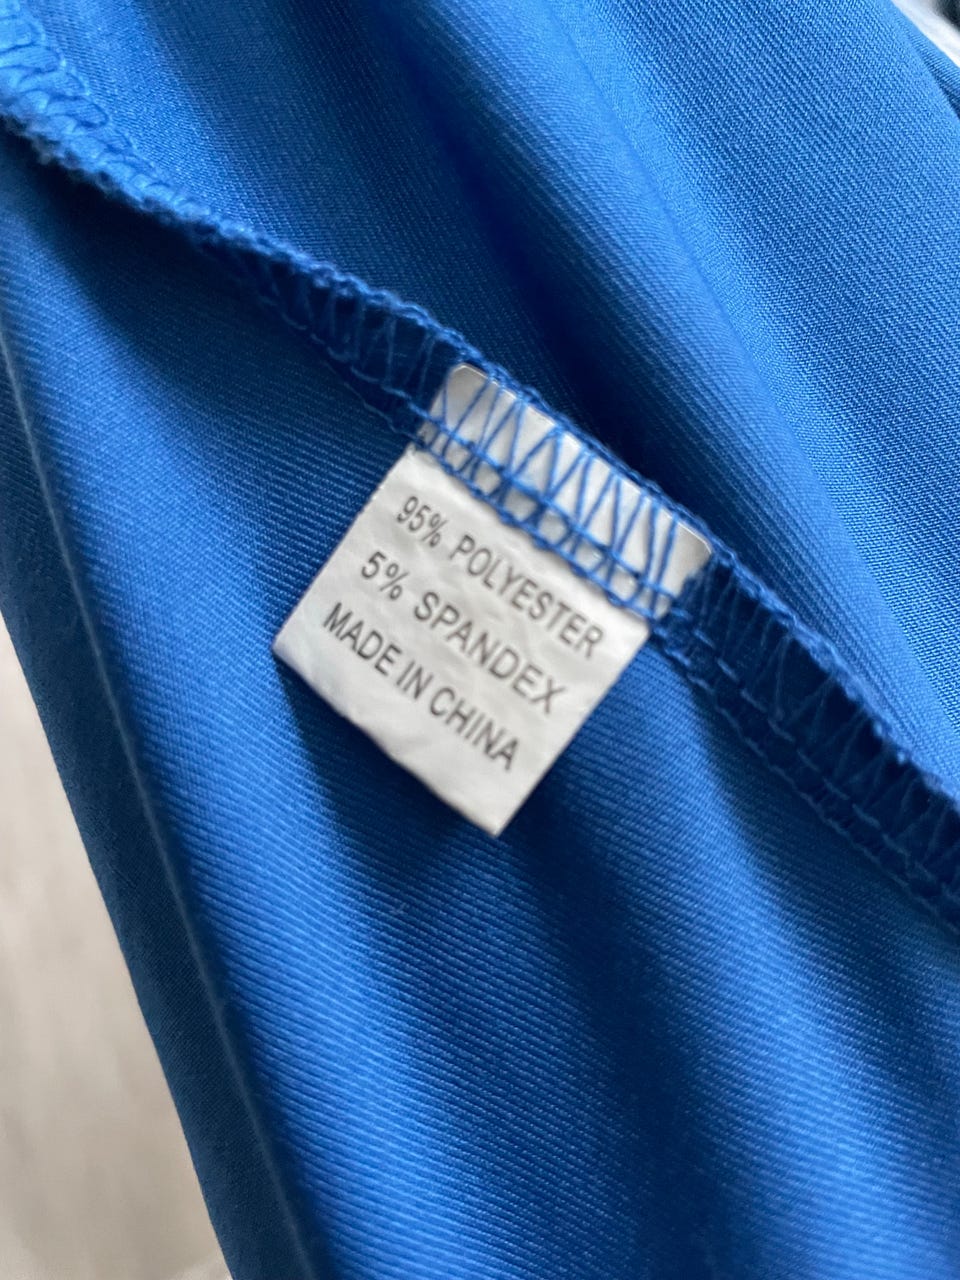 95% POLYESTER
5% SPANDEX
MADE IN CHINA